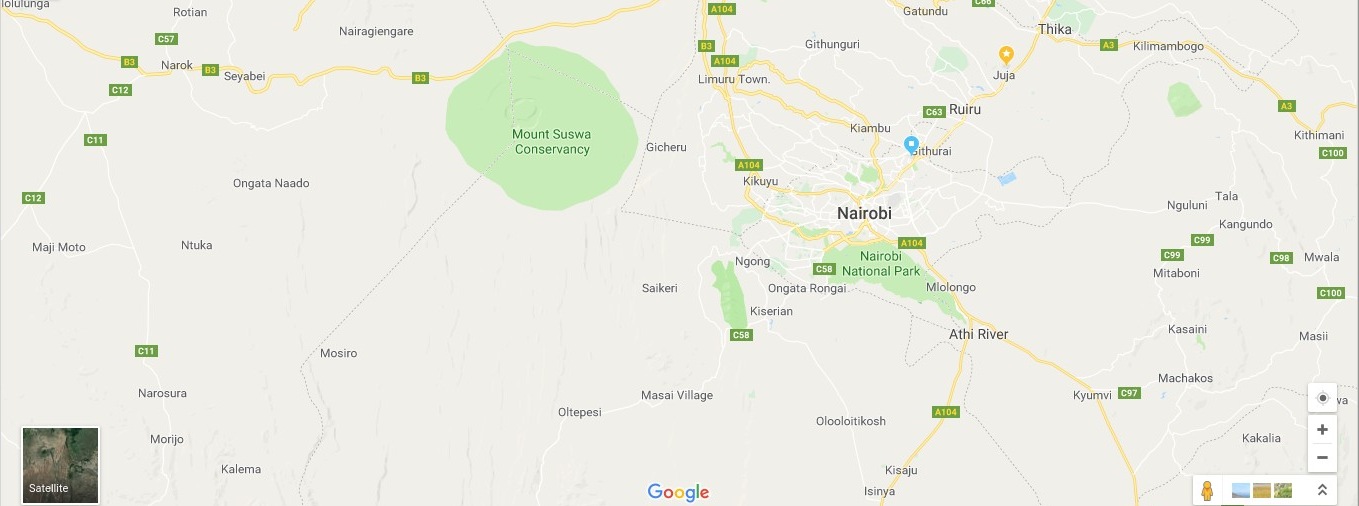 lolulunga
Rotian
C57
Nairagiengare
A104
Gatundu
C66
Thika
B3
Githunguri
A3
Kilimambogo
B3
Narok
B3
Seyabei
B3
A104
Limuru Town.
Juja
C12
C63
Ruiru
A3
Kiambu
Kithimani
C11
Mount Suswa
Conservancy
Gicheru
Githurai
C100
A104
Kikuyu
Ongata Naado
C12
Nairobi
Nguluni
Tala
Kangundo
Maji Moto
Ntuka
A104
C99
Ngong
C58
Nairobi
National Park
C99
C98
Mwala
Mitaboni
Saikeri
Ongata Rongai
Mlolongo
C100
Kiserian
C58
Athi River
Kasaini
Masii
C11
Mosiro
Machakos
Narosura
Masai Village
Kyumvi
C97
wa
Oltepesi
A104
Olooloitikosh
Morijo
Kakalia
Kalema
Kisaju
Satellite
Google
Isinya